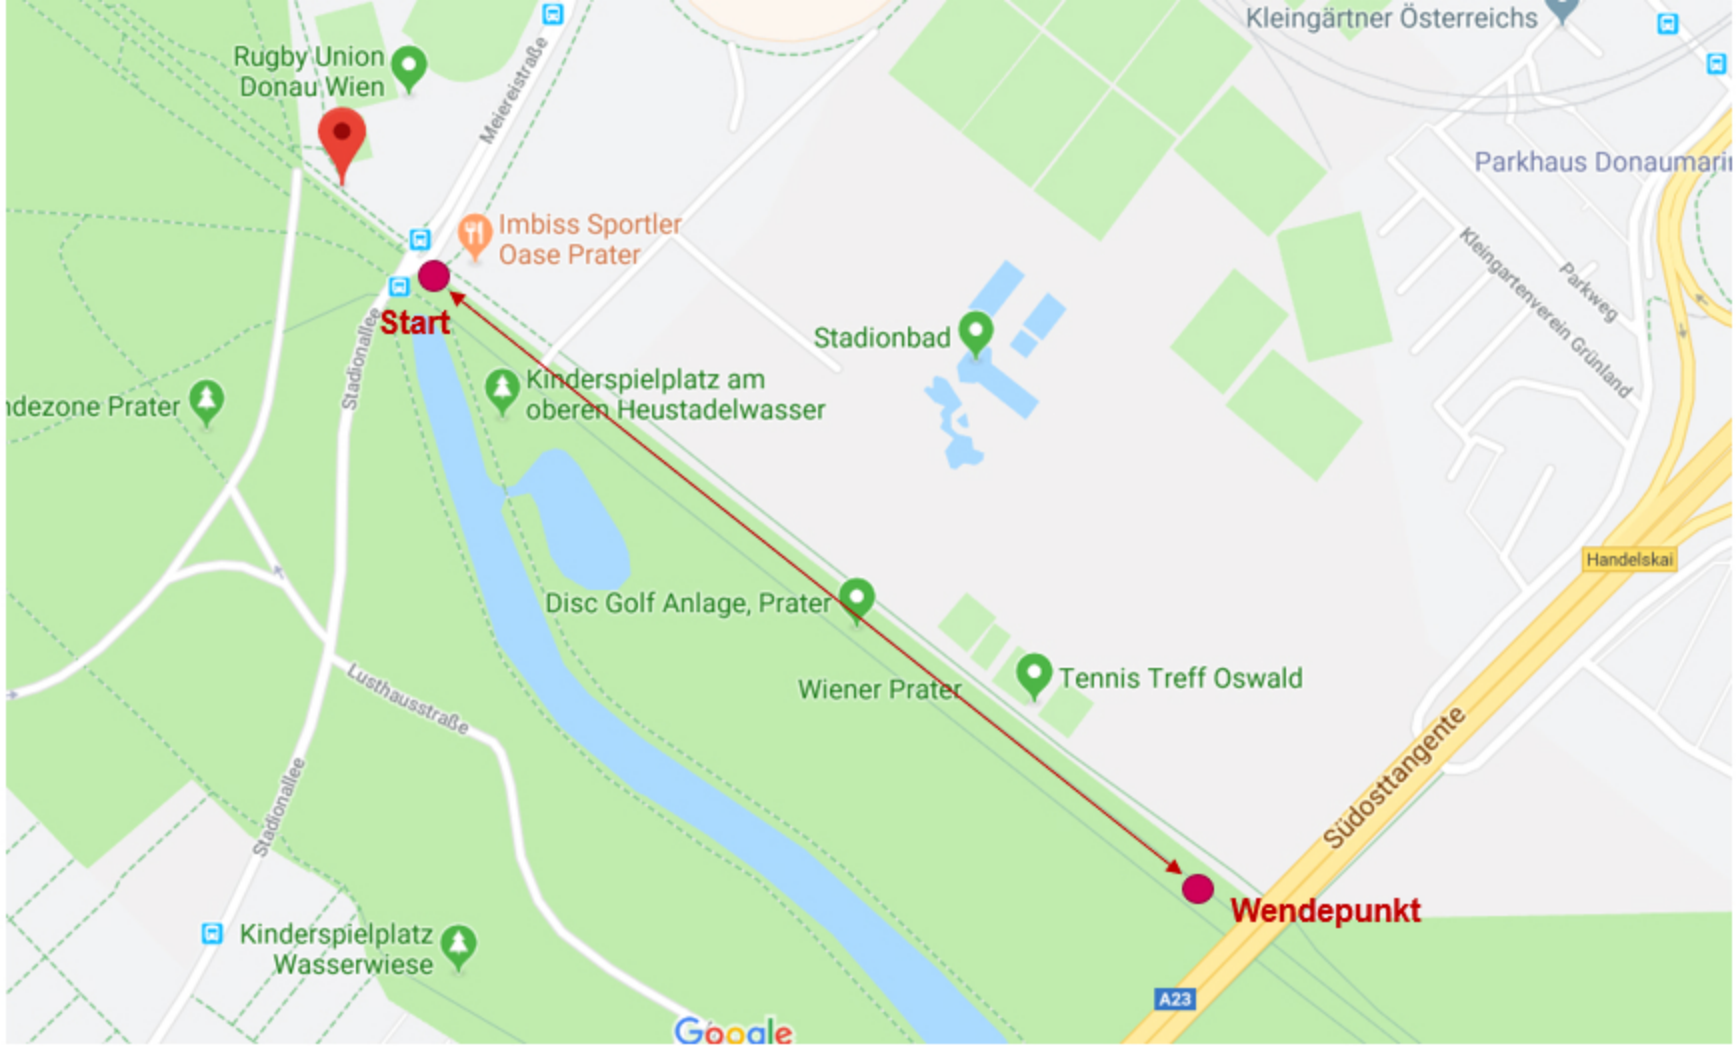 Kleingärtner Österreichs
Rugby Union
Donau Wien
Meiereistraße
Parkhaus Donaumari
Imbiss Sportler
Oase Prater
Kleingartenverein Grünland
Parkweg
Start
Stadionallee
Stadionbad
Kinderspielplatz am
oberen Heustadelwasser
ndezone Prater
Handelskai
Disc Golf Anlage, Prater
Tennis Treff Oswald
Wiener Prater
Lusthausstraße
Südosttangente
Stadionallee
Wendepunkt
Kinderspielplatz
Wasserwiese
A23
Google